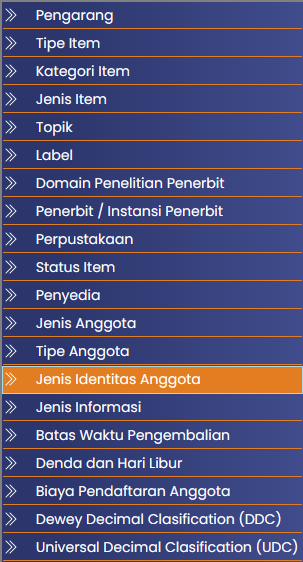 Pengarang
Tipe Item
Kategori Item
Jenis Item
Topik
Label
Domain Penelitian Penerbit
Penerbit / Instansi Penerbit
Perpustakaan
Status Item
Penyedia
Jenis Anggota
Tipe Anggota
Jenis Identitas Anggota
Jenis Informasi
Batas Waktu Pengembalian
Denda dan Hari Libur
Biaya Pendaftaran Anggota
Dewey Decimal Clasification (DDC)
Universal Decimal Clasification (UDC)